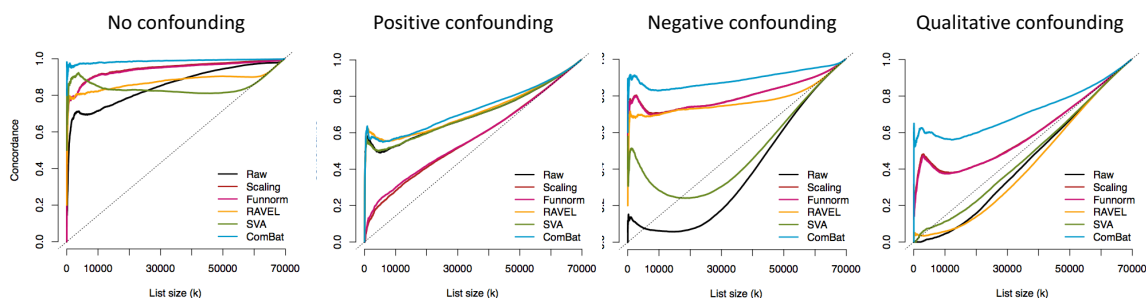 No confounding
Positive confounding
Negative confounding
Qualitative confounding
Concordance
0.0
0.2
0.4
0.6
0.8
1.0
Raw
Scaling
Funnorm
RAVEL
SVA
ComBat
0 10000 30000 50000 70000
List size (k)
0.0
0.2
0.4
0.6
0.8
1.0
Raw
Scaling
Funnorm
RAVEL
SVA
ComBat
0 10000 30000 50000 70000
List size (k)
0.0
0.2
0.4
0.6
0.8
1.0
Raw
Scaling
Funnorm
RAVEL
SVA
ComBat
0 10000 30000 50000 70000
List size (k)
0.0
0.2
0.4
0.6
0.8
1.0
Raw
Scaling
Funnorm
RAVEL
SVA
ComBat
0 10000 30000 50000 70000
List size (k)